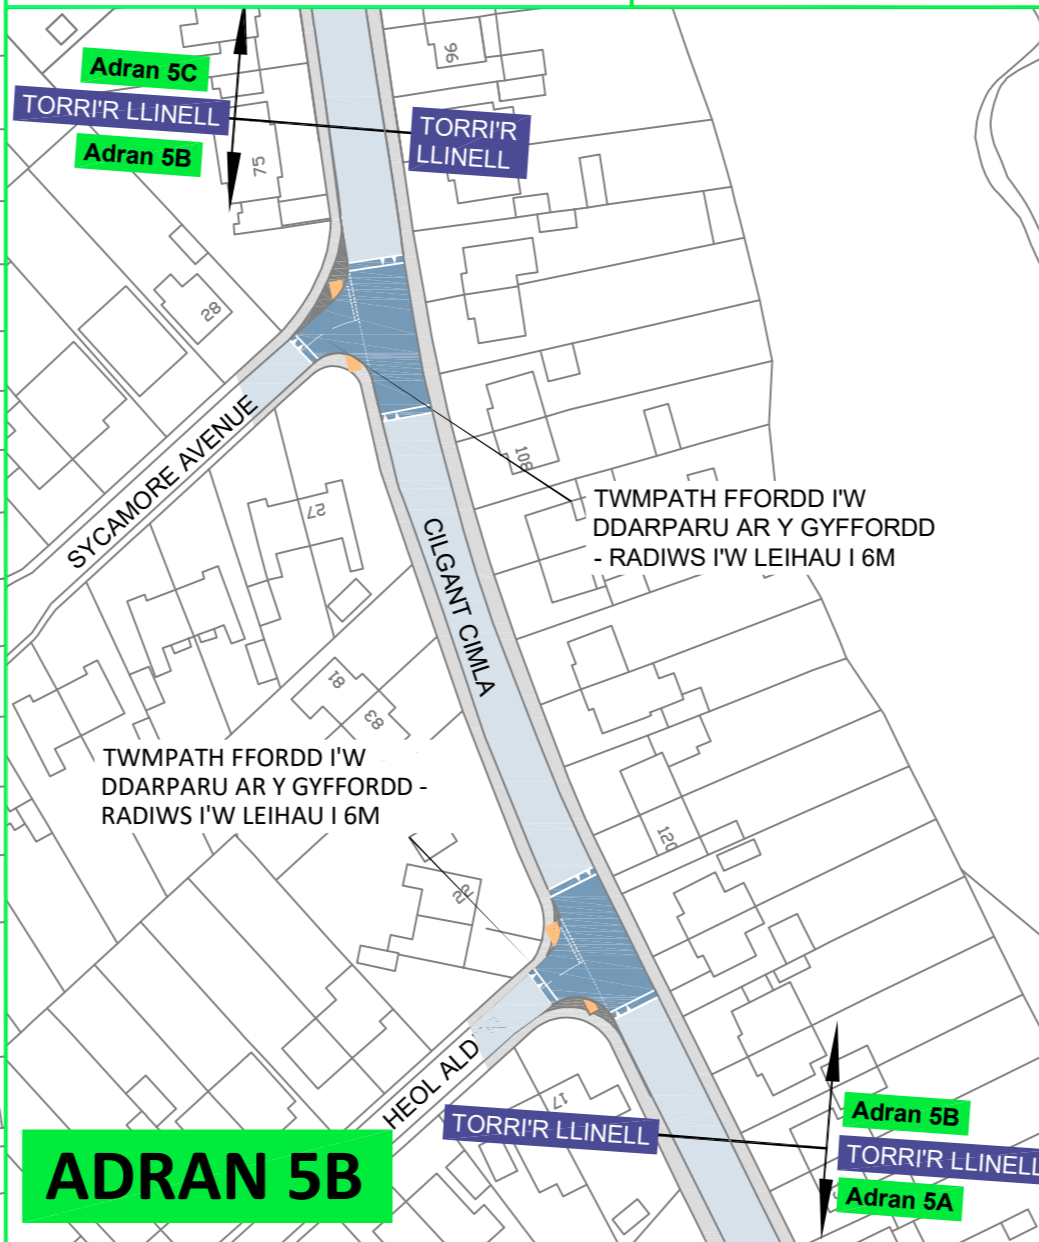 Adran 5C
TORRI'R LLINELL
Adran 5B
TORRI'R
LLINELL
96
75
28
SYCAMORE AVENUE
27
108
TWMPATH FFORDD I'W
DDARPARU AR Y GYFFORDD
- RADIWS I'W LEIHAU I 6M
CILGANT CIMLA
81
83
TWMPATH FFORDD I'W
DDARPARU AR Y GYFFORDD -
RADIWS I'W LEIHAU I 6M
120
HEOL ALD
17
TORRI'R LLINELL
Adran 5B
TORRI'R LLINELL
Adran 5A
ADRAN 5B